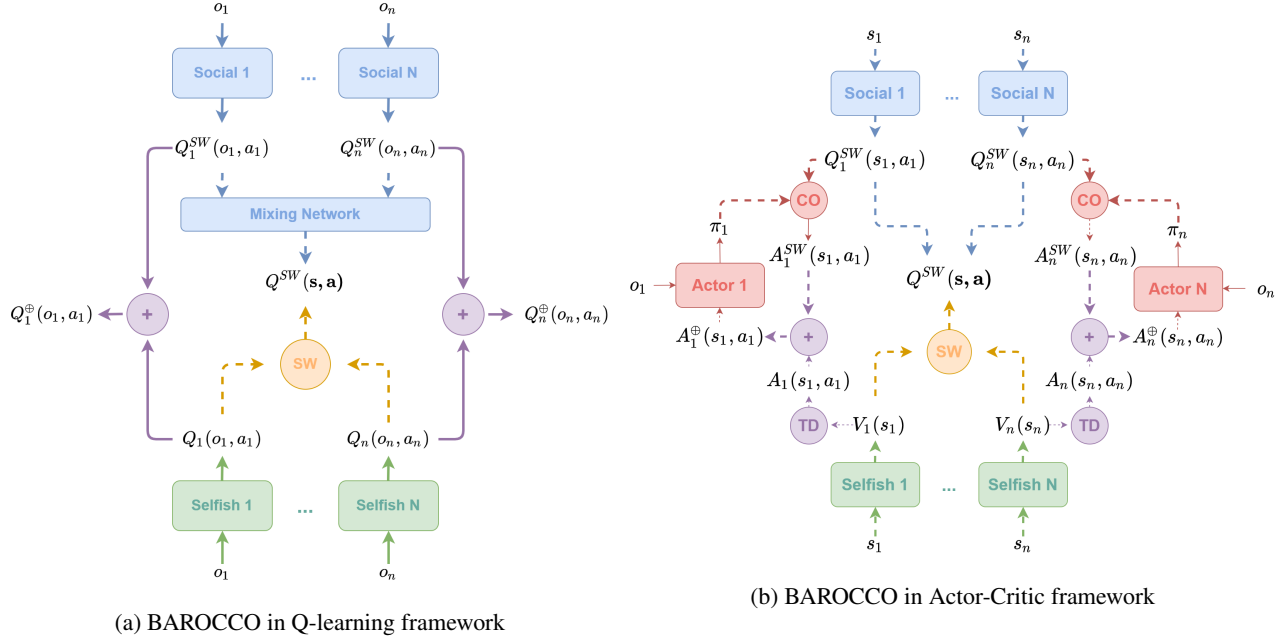 o₁ oₙ
Social 1 ... Social N
Q₁^{SW}(o₁, a₁) Qₙ^{SW}(oₙ, aₙ)
Mixing Network
Q^{SW}(s, a)
Q₁^⊕(o₁, a₁) + + Qₙ^⊕(oₙ, aₙ)
SW
Q₁(o₁, a₁) Qₙ(oₙ, aₙ)
Selfish 1 ... Selfish N
o₁ oₙ
(a) BAROCCO in Q-learning framework
s₁ sₙ
Social 1 ... Social N
Q₁^{SW}(s₁, a₁) Qₙ^{SW}(sₙ, aₙ)
CO CO
π₁ πₙ
A₁^{SW}(s₁, a₁) Q^{SW}(s, a) Aₙ^{SW}(sₙ, aₙ)
o₁ Actor 1 Actor N oₙ
A₁^⊕(s₁, a₁) + SW + Aₙ^⊕(sₙ, aₙ)
A₁(s₁, a₁) Aₙ(sₙ, aₙ)
TD V₁(s₁) Vₙ(sₙ) TD
Selfish 1 ... Selfish N
s₁ sₙ
(b) BAROCCO in Actor-Critic framework